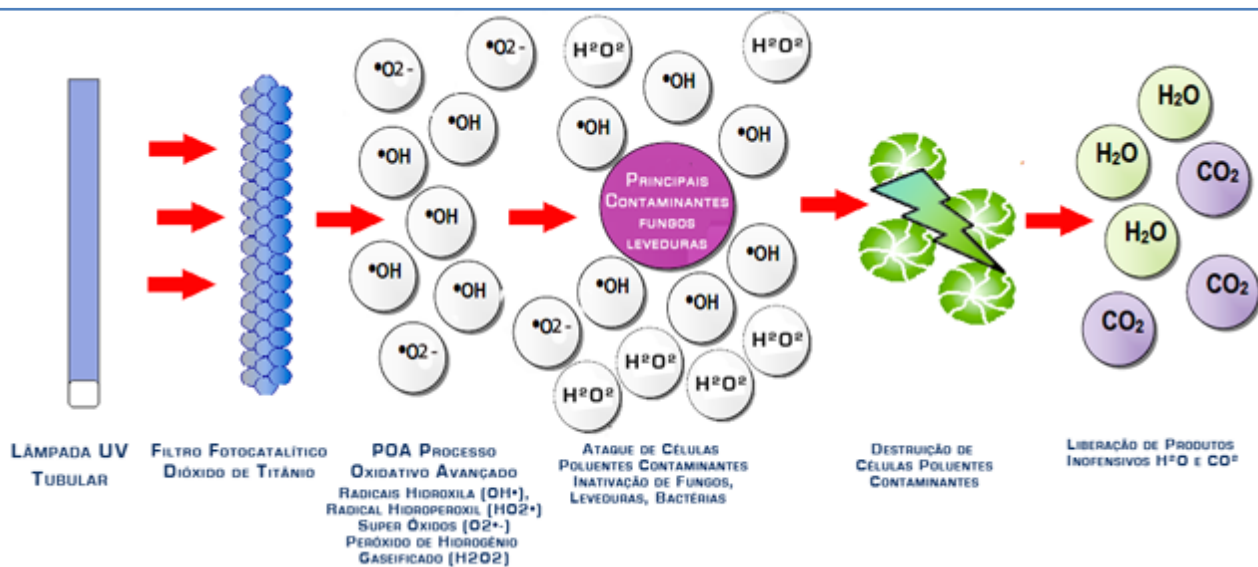 •O2-
•O2-
•OH
•OH
•OH
•OH
•OH
•O2-
H²O²
H²O²
•OH
•OH
•OH
PRINCIPAIS
CONTAMINANTES
FUNGOS
LEVEDURAS
•OH
•OH
•OH
•O2-
H²O²
H²O²
H²O²
H²O²
H₂O
H₂O
CO₂
H₂O
CO₂
CO₂
LÂMPADA UV
TUBULAR
FILTRO FOTOCATALÍTICO
DIÓXIDO DE TITÂNIO
POA PROCESSO
OXIDATIVO AVANÇADO
RADICAIS HIDROXILA (OH•),
RADICAL HIDROPEROXIL (HO2•)
SUPER ÓXIDOS (O2•-)
PERÓXIDO DE HIDROGÊNIO
GASEIFICADO (H2O2)
ATAQUE DE CÉLULAS
POLUENTES CONTAMINANTES
INATIVAÇÃO DE FUNGOS,
LEVEDURAS, BACTÉRIAS
DESTRUIÇÃO DE
CÉLULAS POLUENTES
CONTAMINANTES
LIBERAÇÃO DE PRODUTOS
INOFENSIVOS H²O E CO²